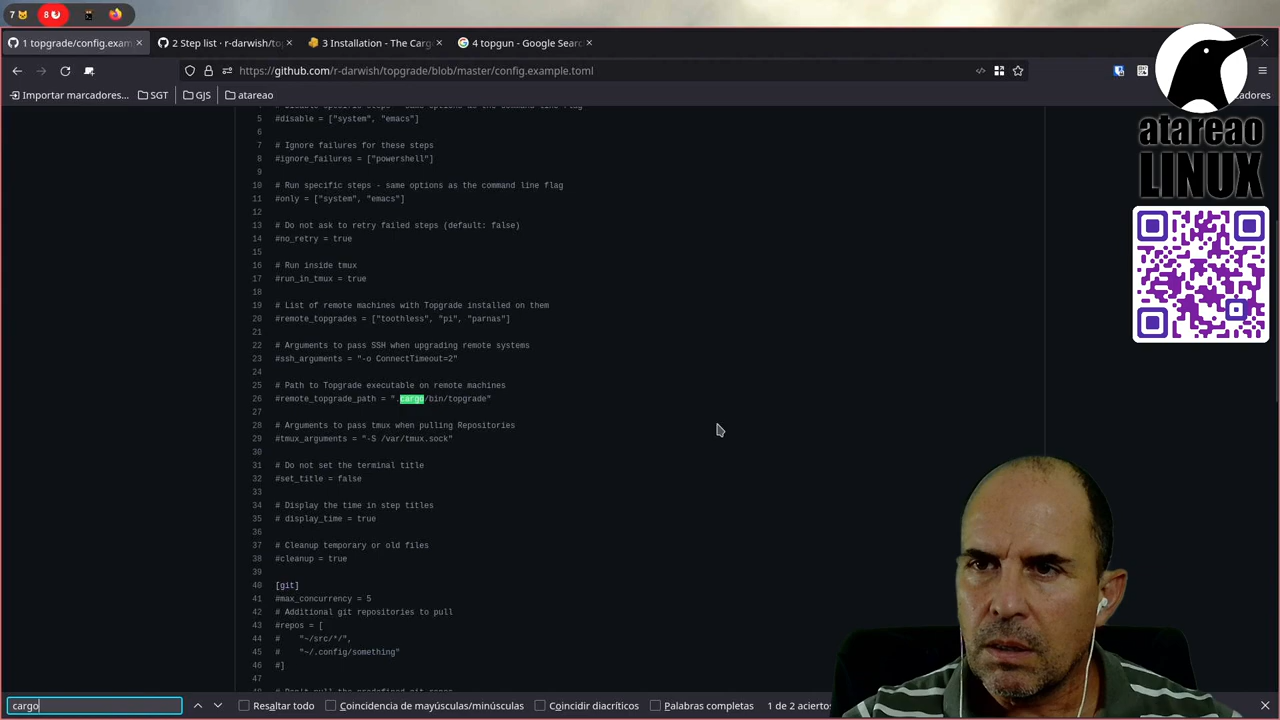 7 8
1 topgrade/config.exam 2 Step list · r-darwish/to 3 Installation - The Carg 4 topgun - Google Sear
https://github.com/r-darwish/topgrade/blob/master/config.example.toml
Importar marcadores... SGT GJS atareao cadores
atareao
LINUX
5 #disable = ["system", "emacs"]
6
7 # Ignore failures for these steps
8 #ignore_failures = ["powershell"]
9
10 # Run specific steps - same options as the command line flag
11 #only = ["system", "emacs"]
12
13 # Do not ask to retry failed steps (default: false)
14 #no_retry = true
15
16 # Run inside tmux
17 #run_in_tmux = true
18
19 # List of remote machines with Topgrade installed on them
20 #remote_topgrades = ["toothless", "pi", "parnas"]
21
22 # Arguments to pass SSH when upgrading remote systems
23 #ssh_arguments = "-o ConnectTimeout=2"
24
25 # Path to Topgrade executable on remote machines
26 #remote_topgrade_path = ".cargo/bin/topgrade"
27
28 # Arguments to pass tmux when pulling Repositories
29 #tmux_arguments = "-S /var/tmux.sock"
30
31 # Do not set the terminal title
32 #set_title = false
33
34 # Display the time in step titles
35 # display_time = true
36
37 # Cleanup temporary or old files
38 #cleanup = true
39
40 [git]
41 #max_concurrency = 5
42 # Additional git repositories to pull
43 #repos = [
44 # "~/src/*/",
45 # "~/.config/something"
46 #]
47
cargo Resaltar todo Coincidencia de mayúsculas/minúsculas Coincidir diacríticos Palabras completas 1 de 2 aciertos